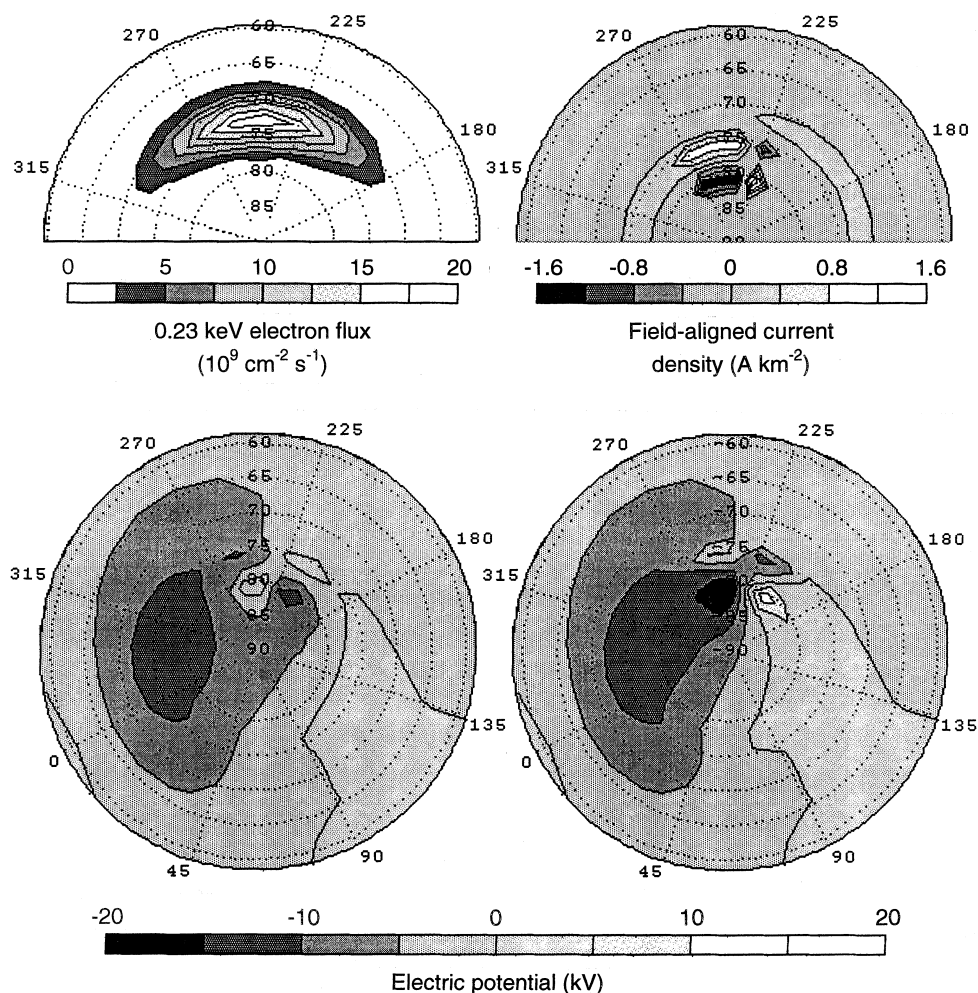 270 60 225
65
70
75
315 80 180
85
0 5 10 15 20
0.23 keV electron flux
(10⁹ cm⁻² s⁻¹)
270 60 225
65
70
75
315 80 180
85
90
-1.6 -0.8 0 0.8 1.6
Field-aligned current
density (A km⁻²)
270 60 225
65
70
75 180
315 80
85
90
135
0
45 90
270 -60 225
-65
-70
-75 180
315
-85
-90
135
0
45 90
-20 -10 0 10 20
Electric potential (kV)